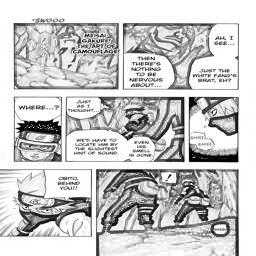 *SWOOO
MEISAI
GAKURE!
THE ART OF
CAMOUFLAGE!
AH, I
SEE...
JUST THE
WHITE FANG'S
BRAT, EH?
THEN
THERE'S
NOTHING
TO BE
NERVOUS
ABOUT...
WHERE...?
JUST
AS I
THOUGHT...
WE'D HAVE TO
LOCATE HIM BY
THE SLIGHTEST
HINT OF SOUND.
EVEN
HIS
SMELL
IS GONE.
OBITO,
BEHIND
YOU!!
!